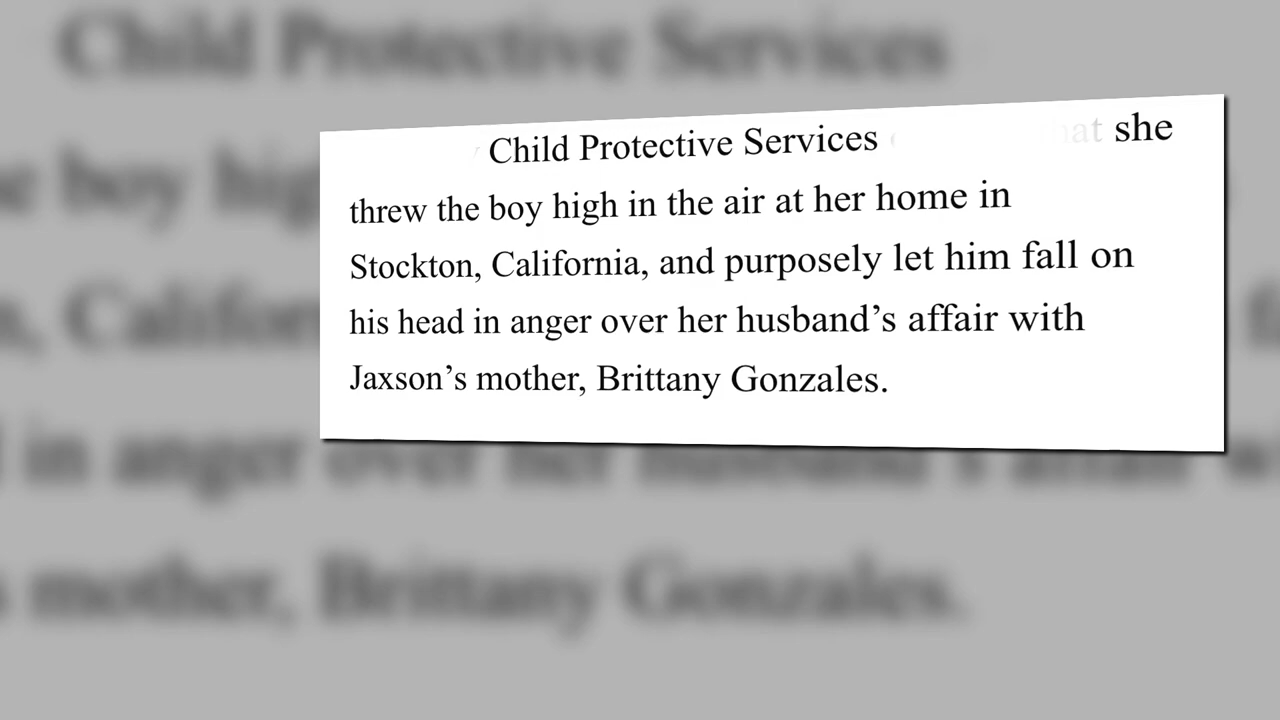 Child Protective Services she
threw the boy high in the air at her home in
Stockton, California, and purposely let him fall on
his head in anger over her husband’s affair with
Jaxson’s mother, Brittany Gonzales.